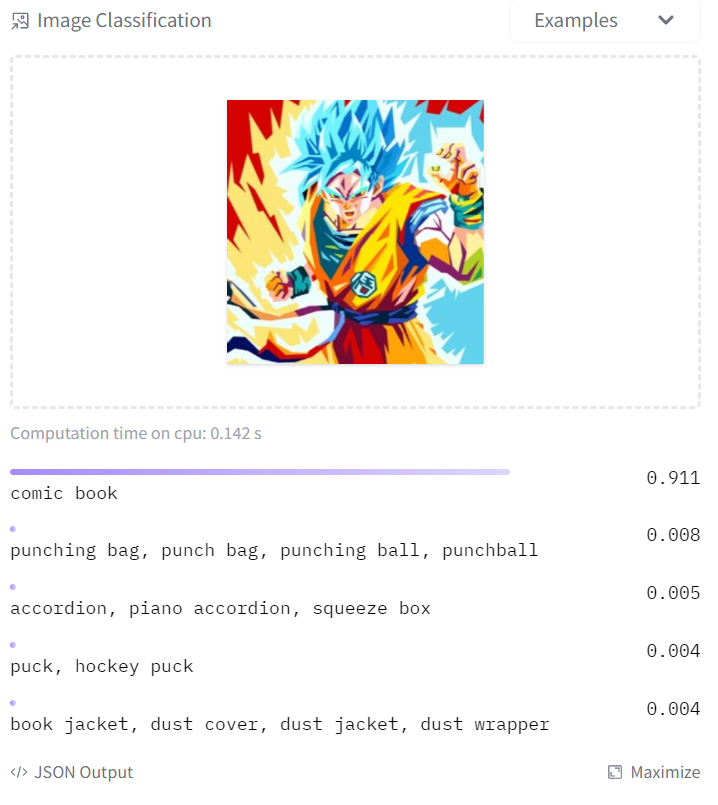 Image Classification
Examples
悟
Computation time on cpu: 0.142 s
0.911
comic book
0.008
punching bag, punch bag, punching ball, punchball
0.005
accordion, piano accordion, squeeze box
0.004
puck, hockey puck
0.004
book jacket, dust cover, dust jacket, dust wrapper
</> JSON Output
Maximize